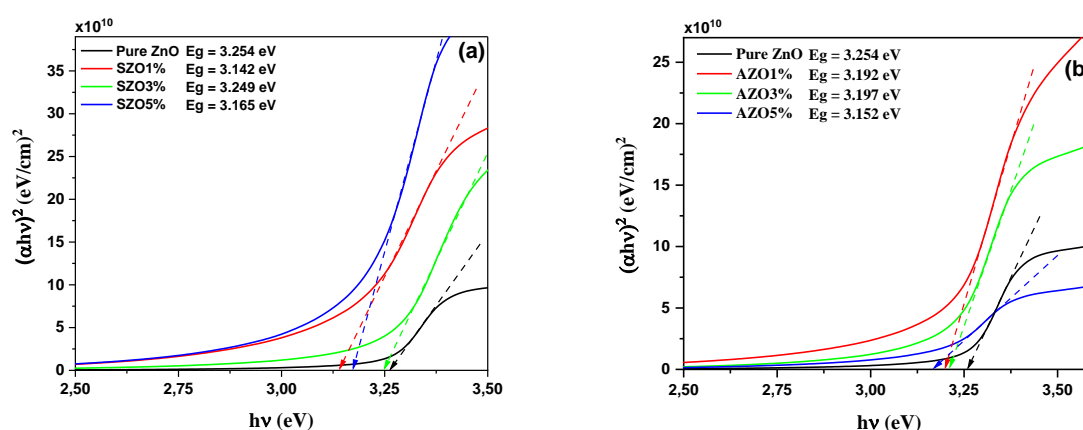 x10^10
(a)
Pure ZnO Eg = 3.254 eV
SZO1% Eg = 3.142 eV
SZO3% Eg = 3.249 eV
SZO5% Eg = 3.165 eV
(αhν)² (eV/cm)²
35
30
25
20
15
10
5
0
2,50 2,75 3,00 3,25 3,50
hν (eV)
x10^10
(b
Pure ZnO Eg = 3.254 eV
AZO1% Eg = 3.192 eV
AZO3% Eg = 3.197 eV
AZO5% Eg = 3.152 eV
(αhν)² (eV/cm)²
25
20
15
10
5
0
2,50 2,75 3,00 3,25 3,50
hν (eV)